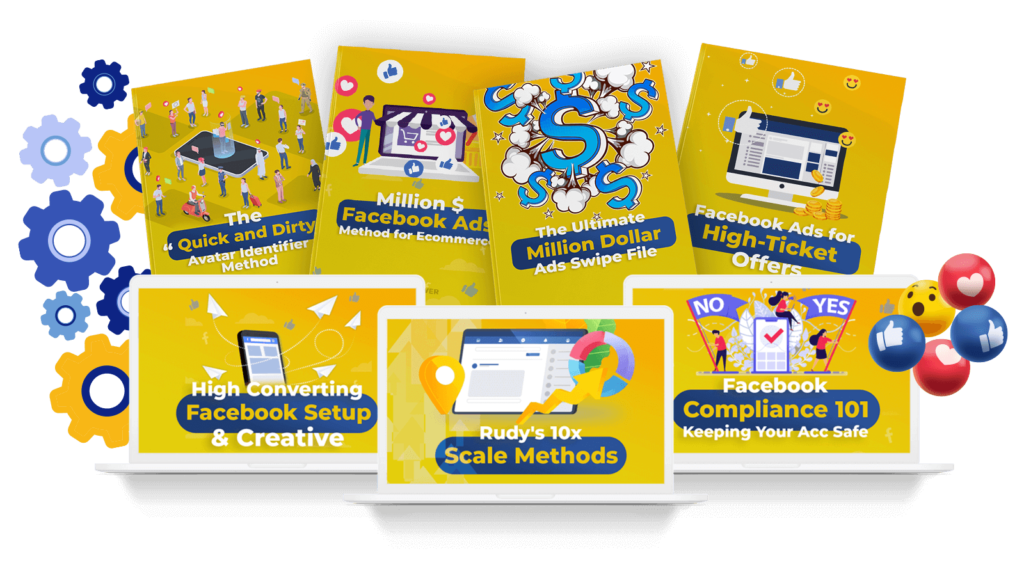 The
“ Quick and Dirty
Avatar Identifier
Method
Million $
Facebook Ads
Method for Ecommerce
The Ultimate
Million Dollar
Ads Swipe File
Facebook Ads for
High-Ticket
Offers
High Converting
Facebook Setup
& Creative
Rudy's 10x
Scale Methods
NO
YES
Facebook
Compliance 101
Keeping Your Acc Safe